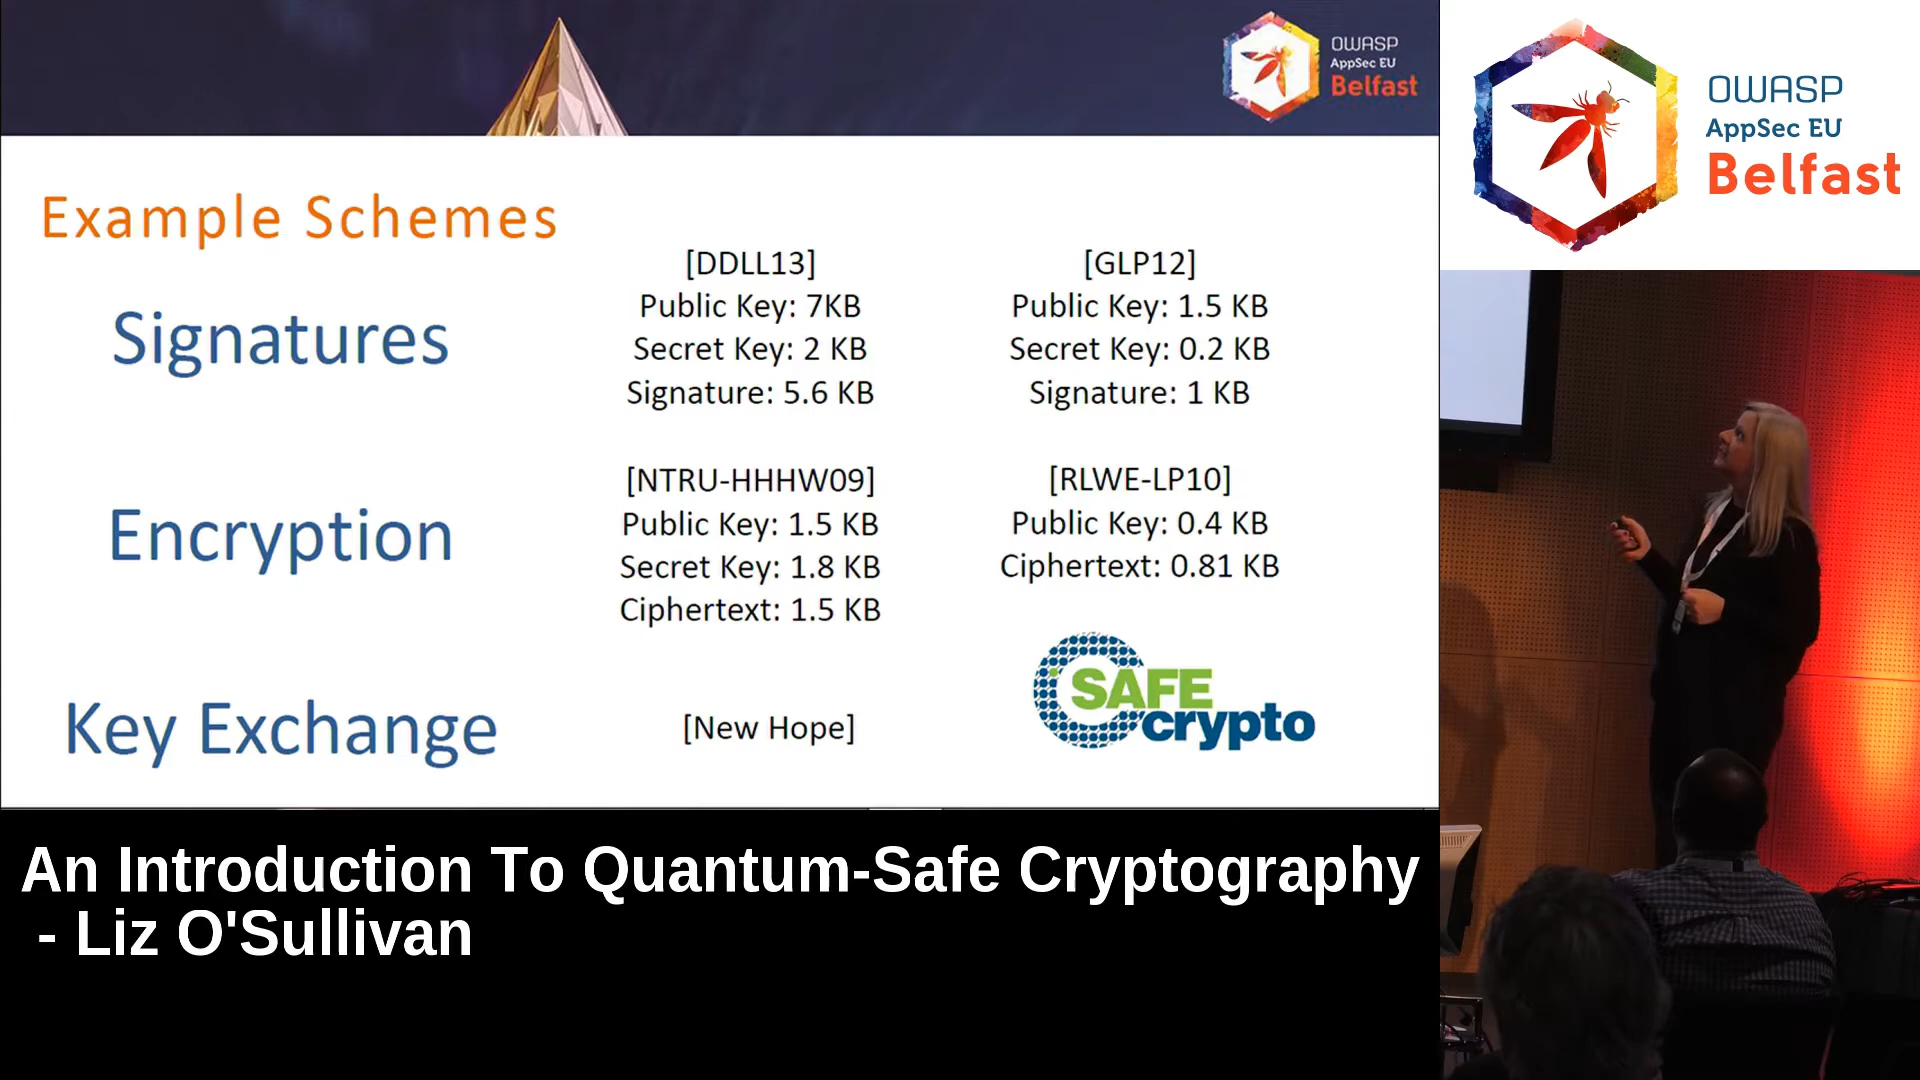 OWASP
AppSec EU
Belfast
OWASP
AppSec EU
Belfast
Example Schemes
Signatures
[DDLL13]
Public Key: 7KB
Secret Key: 2 KB
Signature: 5.6 KB
[GLP12]
Public Key: 1.5 KB
Secret Key: 0.2 KB
Signature: 1 KB
Encryption
[NTRU-HHHW09]
Public Key: 1.5 KB
Secret Key: 1.8 KB
Ciphertext: 1.5 KB
[RLWE-LP10]
Public Key: 0.4 KB
Ciphertext: 0.81 KB
Key Exchange
[New Hope]
SAFE
crypto
An Introduction To Quantum-Safe Cryptography
- Liz O'Sullivan